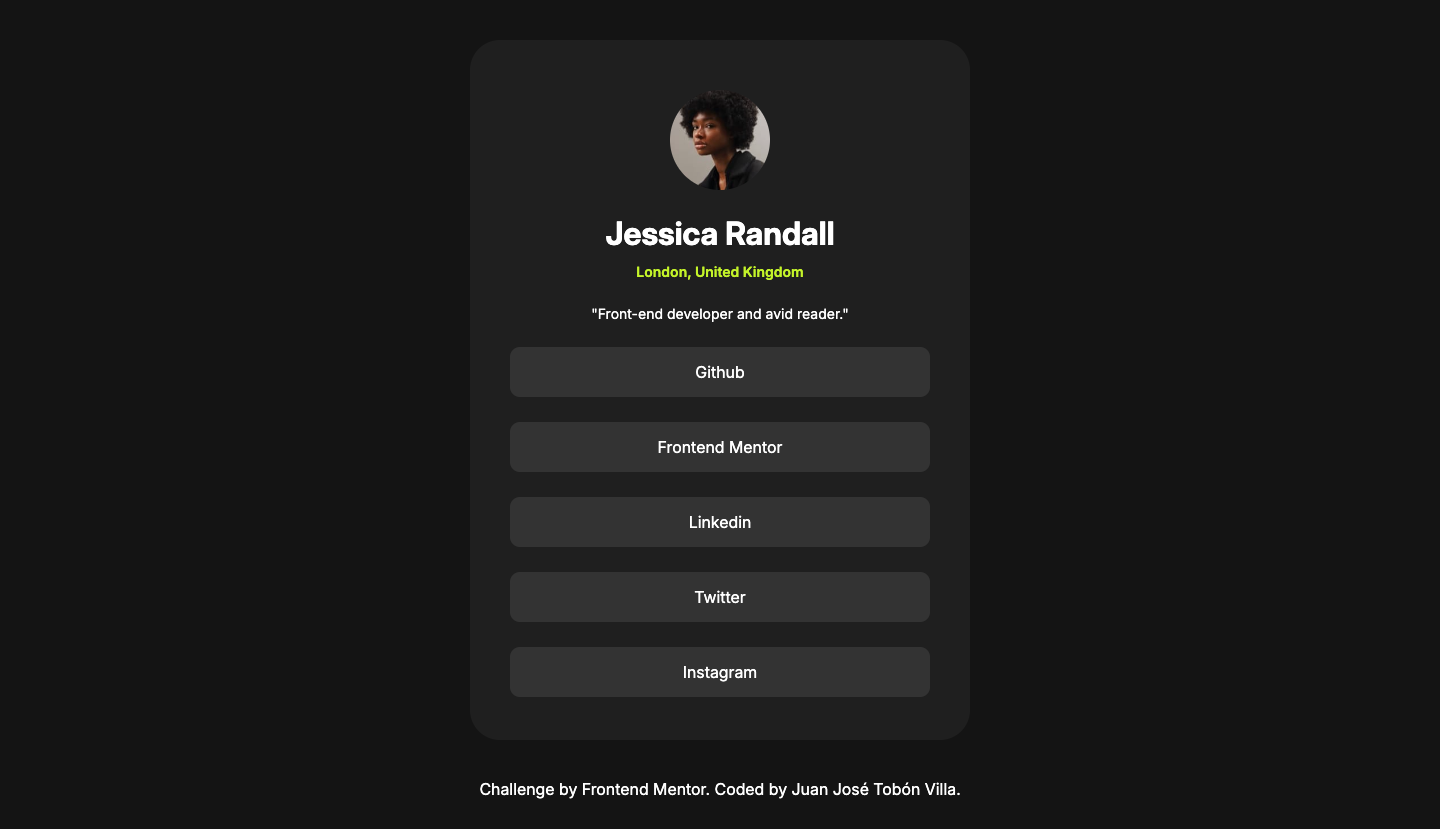 Jessica Randall
London, United Kingdom
"Front-end developer and avid reader."
Github
Frontend Mentor
Linkedin
Twitter
Instagram
Challenge by Frontend Mentor. Coded by Juan José Tobón Villa.